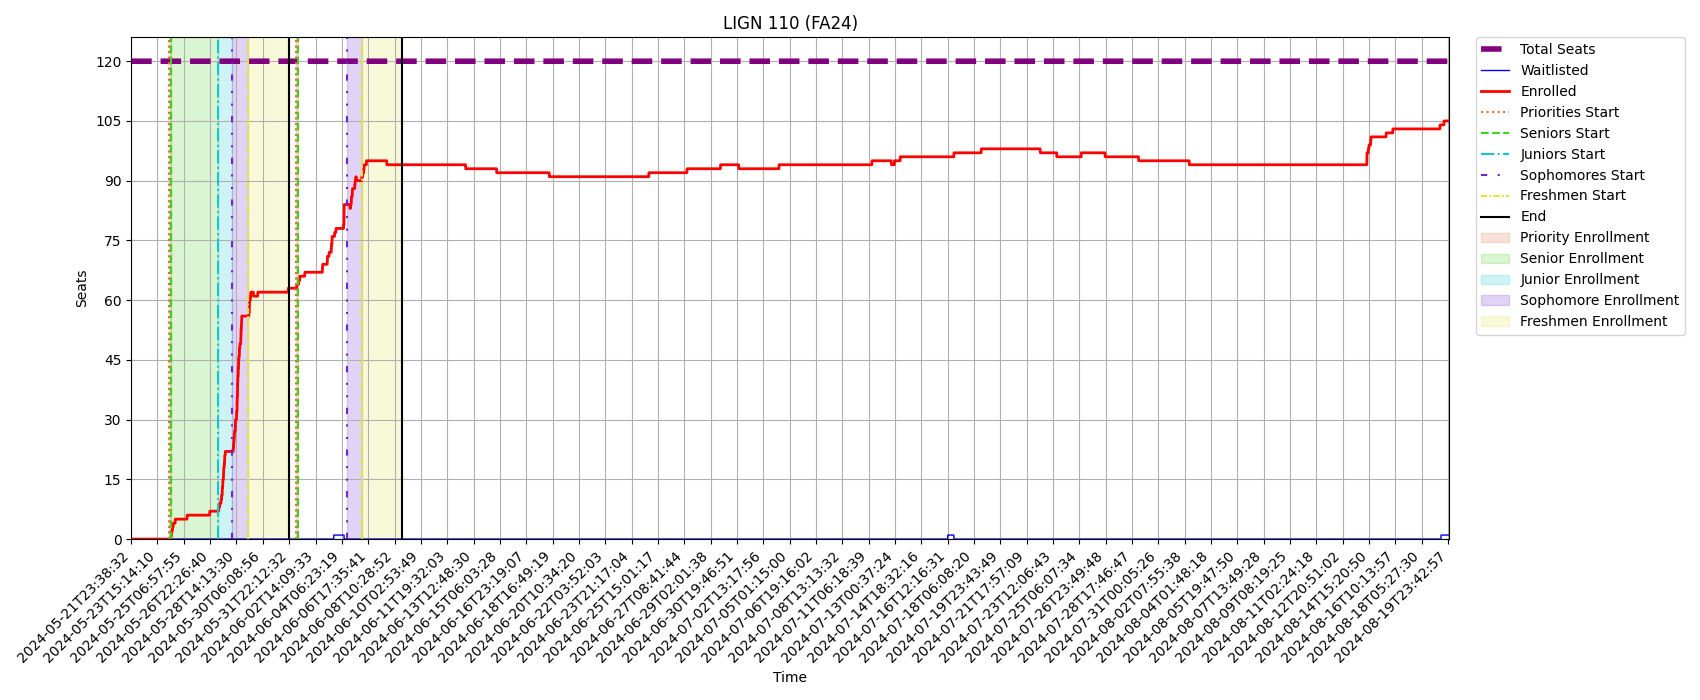 LIGN 110 (FA24)
Total Seats
Waitlisted
Enrolled
Priorities Start
Seniors Start
Juniors Start
Sophomores Start
Freshmen Start
End
Priority Enrollment
Senior Enrollment
Junior Enrollment
Sophomore Enrollment
Freshmen Enrollment
Seats
120
105
90
75
60
45
30
15
0
2024-05-21T23:38:32
2024-05-23T15:14:10
2024-05-25T06:57:55
2024-05-26T22:26:40
2024-05-28T14:13:30
2024-05-30T06:08:56
2024-05-31T22:12:32
2024-06-02T14:09:33
2024-06-04T06:23:19
2024-06-06T17:35:41
2024-06-08T10:28:52
2024-06-10T02:53:49
2024-06-11T19:32:03
2024-06-13T12:48:30
2024-06-15T06:03:28
2024-06-16T23:19:07
2024-06-18T16:49:19
2024-06-20T10:34:20
2024-06-22T03:52:03
2024-06-23T21:17:04
2024-06-25T15:01:17
2024-06-27T08:41:44
2024-06-29T02:01:38
2024-06-30T19:46:51
2024-07-02T13:17:56
2024-07-05T01:15:00
2024-07-06T19:16:02
2024-07-08T13:13:32
2024-07-11T06:18:39
2024-07-13T00:37:24
2024-07-14T18:32:16
2024-07-16T12:16:31
2024-07-18T06:08:20
2024-07-19T23:43:49
2024-07-21T17:57:09
2024-07-23T12:06:43
2024-07-25T06:07:34
2024-07-26T23:49:48
2024-07-28T17:46:47
2024-07-31T00:05:26
2024-08-02T07:55:38
2024-08-04T01:48:18
2024-08-05T19:47:50
2024-08-07T13:49:28
2024-08-09T08:19:25
2024-08-11T02:24:18
2024-08-12T20:51:02
2024-08-14T15:20:50
2024-08-16T10:13:57
2024-08-18T05:27:30
2024-08-19T23:42:57
Time